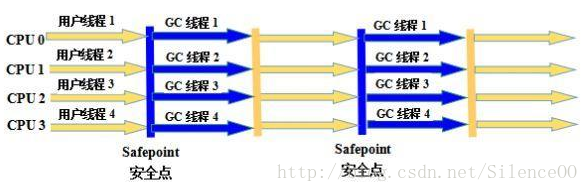 用户线程 1 GC 线程 1 GC 线程 1
CPU 0
用户线程 2 GC 线程 2 GC 线程 2
CPU 1
用户线程 3 GC 线程 3 GC 线程 3
CPU 2
用户线程 4 GC 线程 4 GC 线程 4
CPU 3
Safepoint Safepoint
安全点 安全点
http://blog.csdn.net/Silence00